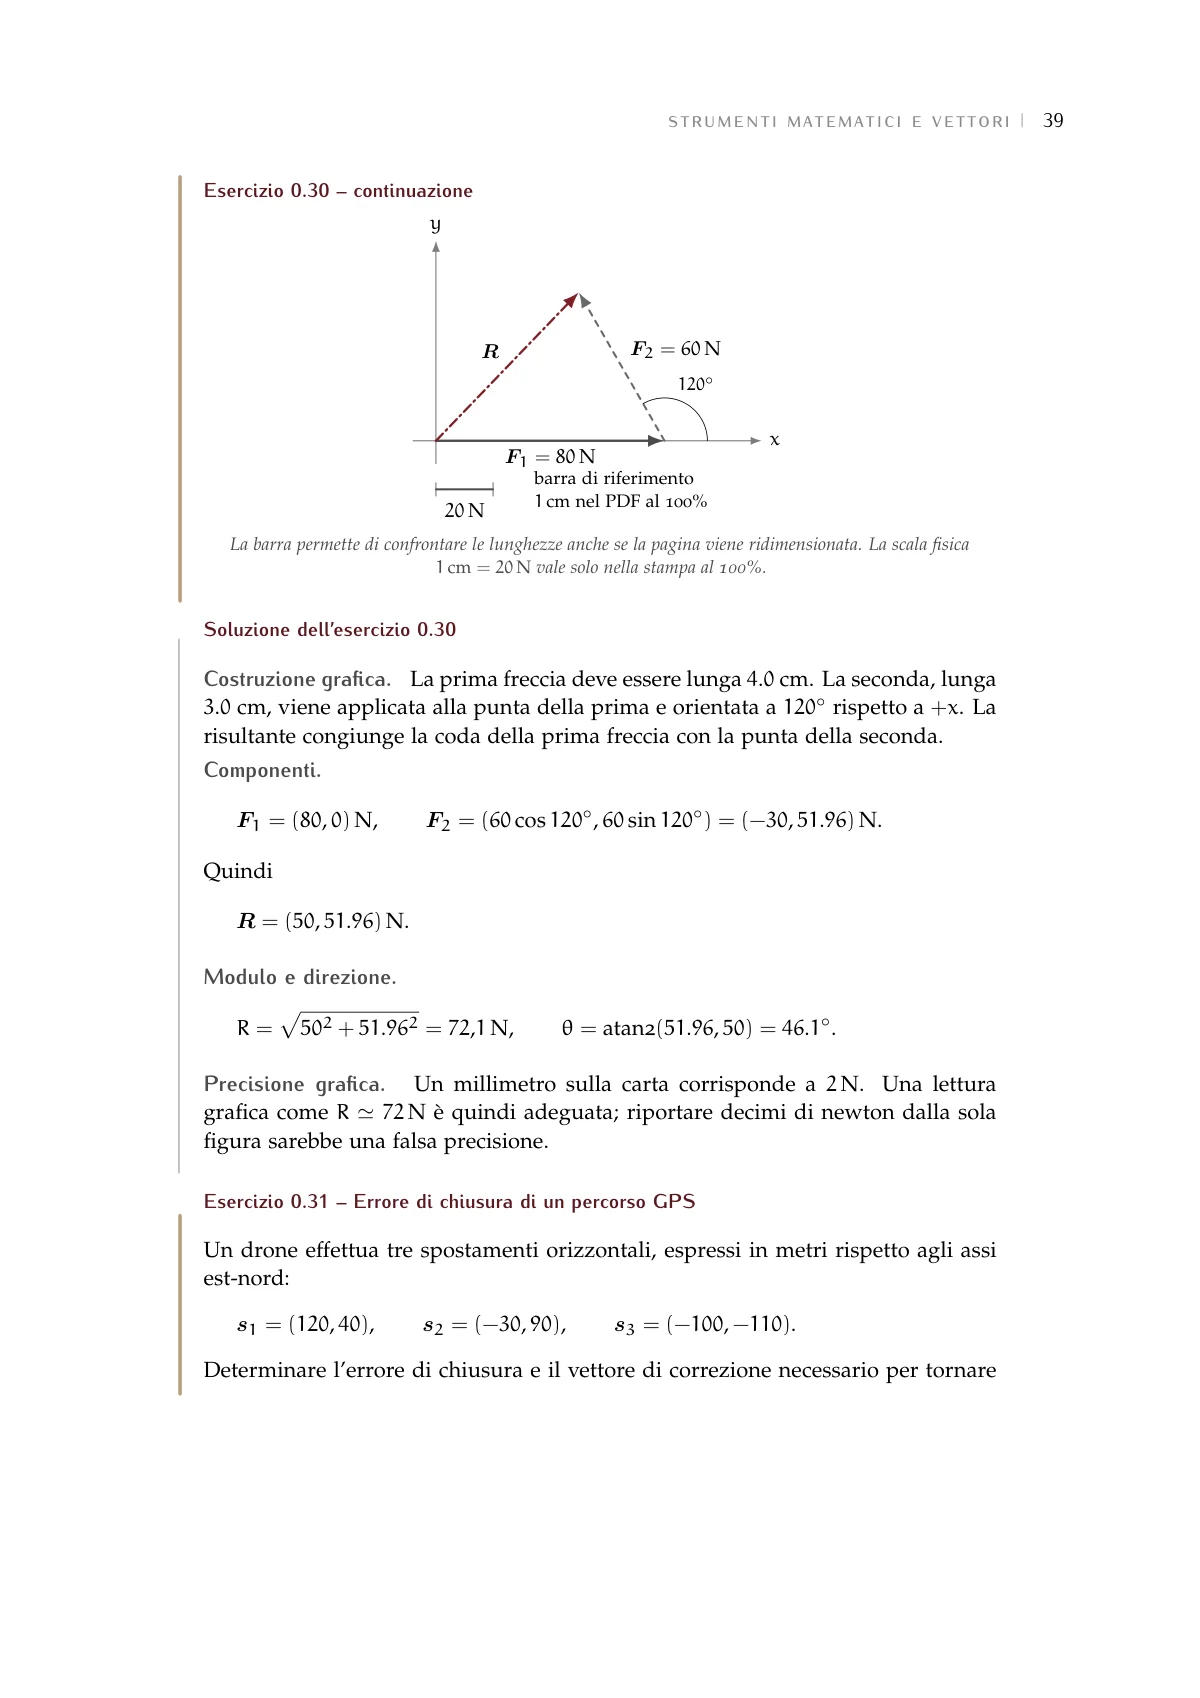 STRUMENTI MATEMATICI E VETTORI | 39
Esercizio 0.30 – continuazione
y
R
F₂ = 60 N
120°
x
F₁ = 80 N
barra di riferimento
1 cm nel PDF al 100%
20 N
La barra permette di confrontare le lunghezze anche se la pagina viene ridimensionata. La scala fisica
1 cm = 20 N vale solo nella stampa al 100%.
Soluzione dell'esercizio 0.30
Costruzione grafica. La prima freccia deve essere lunga 4.0 cm. La seconda, lunga
3.0 cm, viene applicata alla punta della prima e orientata a 120° rispetto a +x. La
risultante congiunge la coda della prima freccia con la punta della seconda.
Componenti.
F₁ = (80, 0) N, F₂ = (60 cos 120°, 60 sin 120°) = (−30, 51.96) N.
Quindi
R = (50, 51.96) N.
Modulo e direzione.
R = √(50² + 51.96²) = 72,1 N, θ = atan2(51.96, 50) = 46.1°.
Precisione grafica. Un millimetro sulla carta corrisponde a 2 N. Una lettura
grafica come R ≃ 72 N è quindi adeguata; riportare decimi di newton dalla sola
figura sarebbe una falsa precisione.
Esercizio 0.31 – Errore di chiusura di un percorso GPS
Un drone effettua tre spostamenti orizzontali, espressi in metri rispetto agli assi
est-nord:
s₁ = (120, 40), s₂ = (−30, 90), s₃ = (−100, −110).
Determinare l'errore di chiusura e il vettore di correzione necessario per tornare